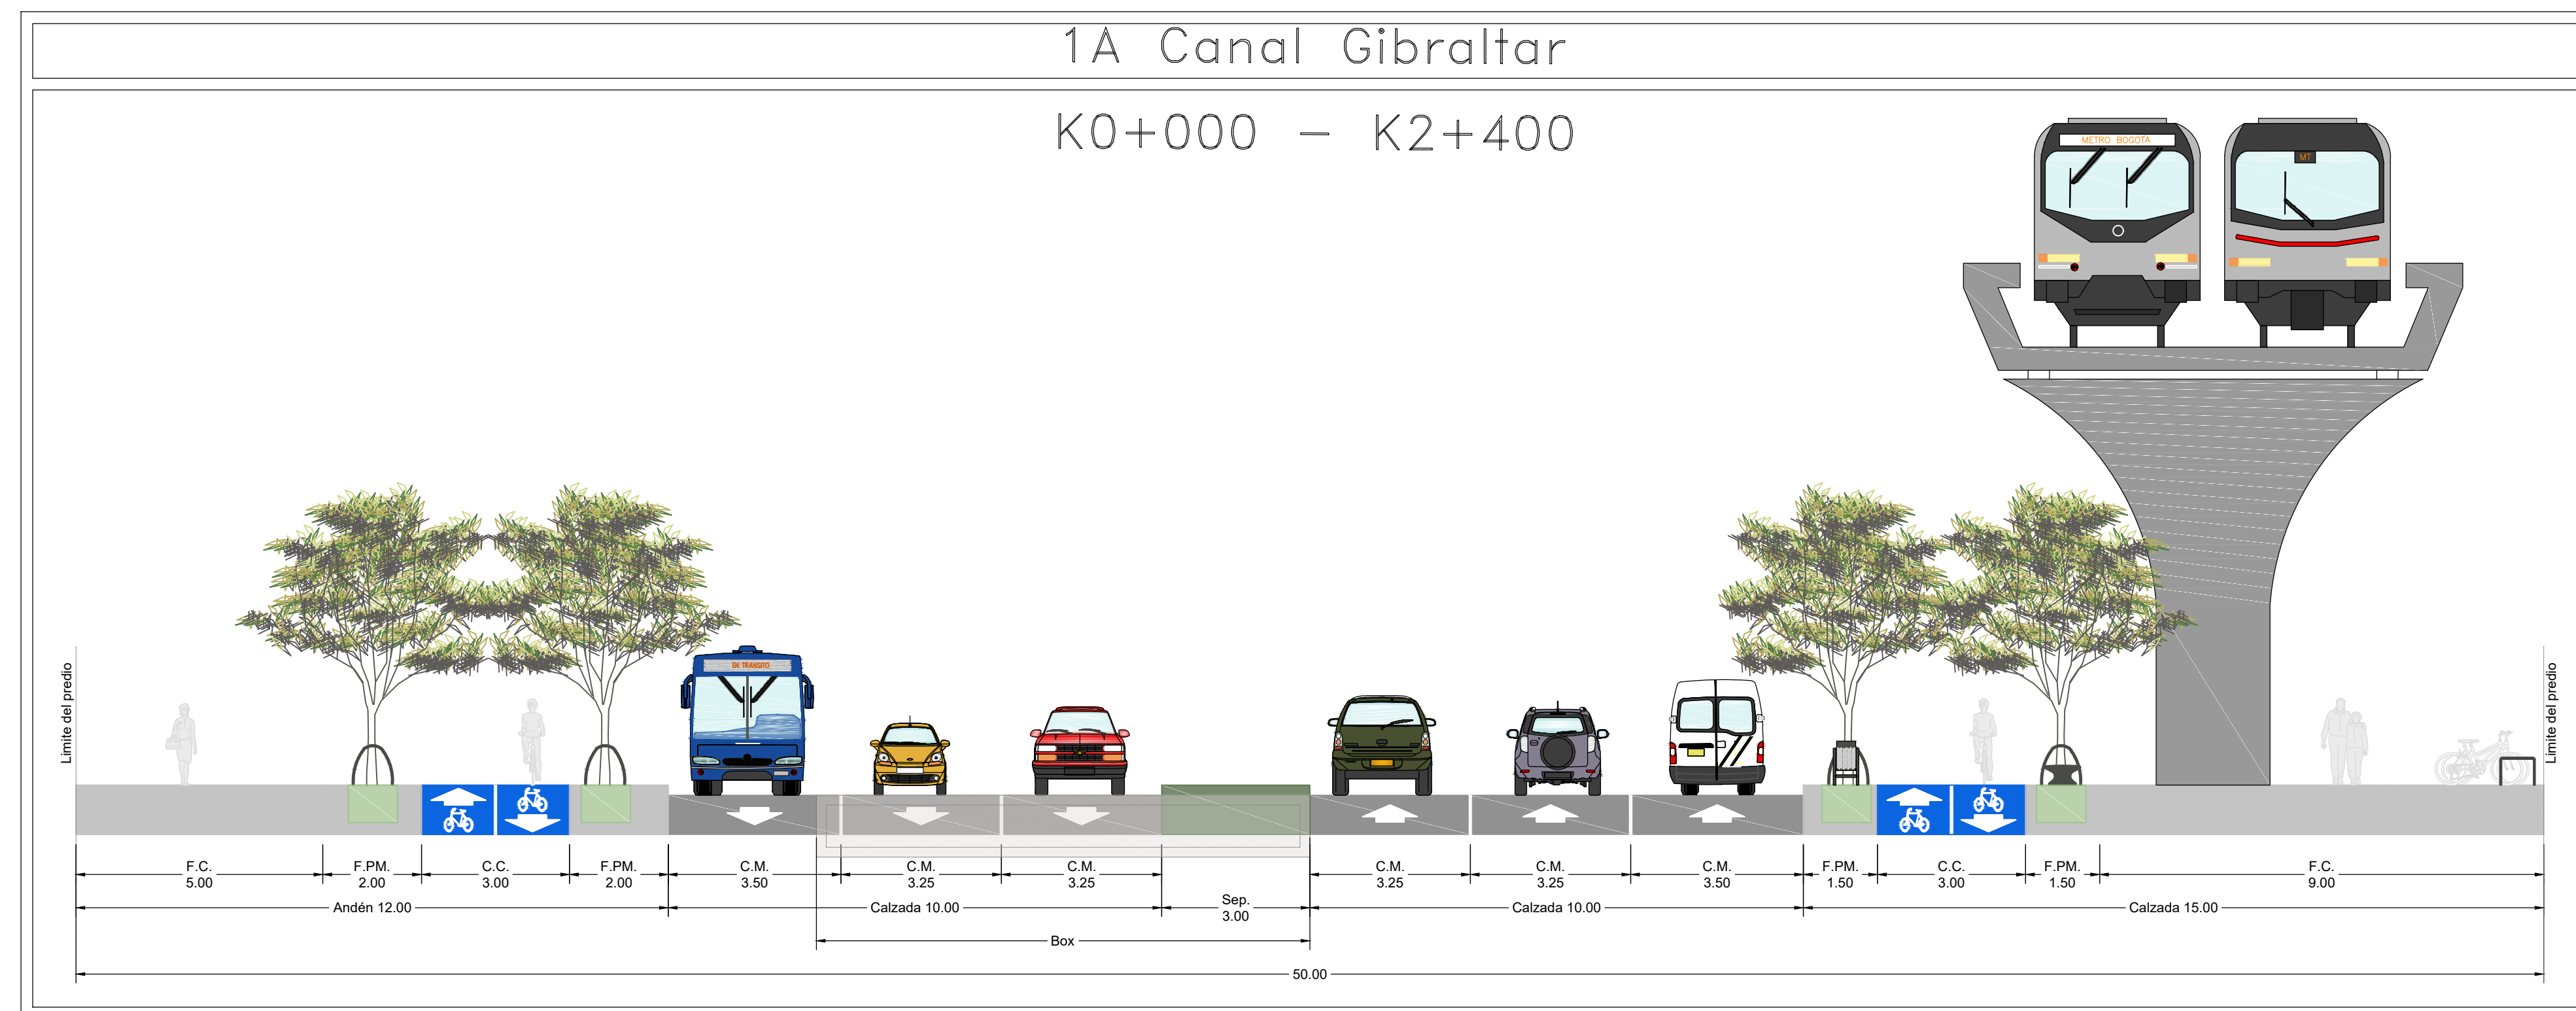 1A Canal Gibraltar
K0+000 - K2+400
METRO BOGOTA
MT
EN TRANSITO
Limite del predio
Limite del predio
F.C. F.PM. C.C. F.PM. C.M. C.M. C.M. C.M. C.M. C.M. F.PM. C.C. F.PM. F.C.
5.00 2.00 3.00 2.00 3.50 3.25 3.25 3.25 3.25 3.50 1.50 3.00 1.50 9.00
Andén 12.00 Calzada 10.00 Sep. Calzada 10.00 Calzada 15.00
3.00
Box
50.00